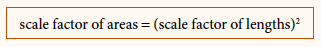 scale factor of areas = (scale factor of lengths)²